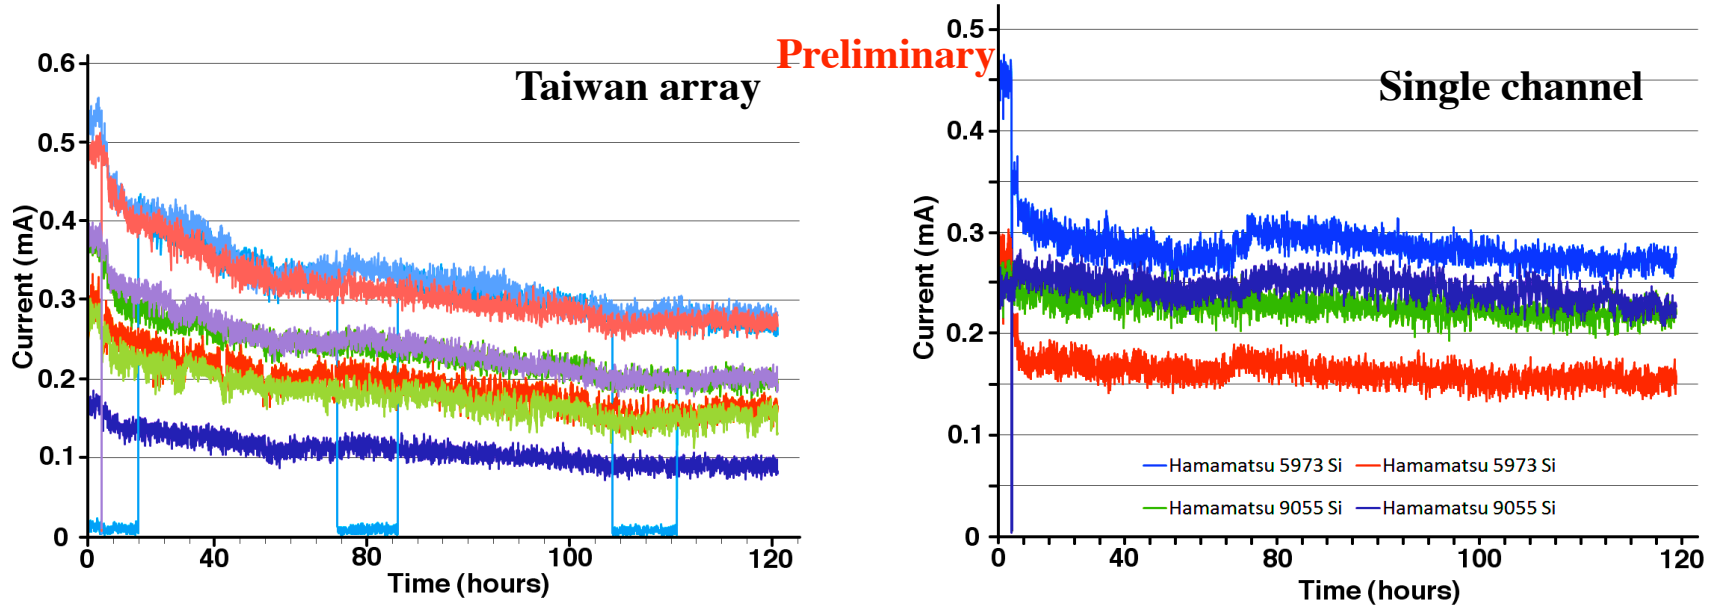 Preliminary
Taiwan array
0.6
0.5
0.4
0.3
0.2
0.1
0
Current (mA)
0 40 80 100 120
Time (hours)
Single channel
0.5
0.4
0.3
0.2
0.1
0
Current (mA)
Hamamatsu 5973 Si Hamamatsu 5973 Si
Hamamatsu 9055 Si Hamamatsu 9055 Si
0 40 80 100 120
Time (hours)